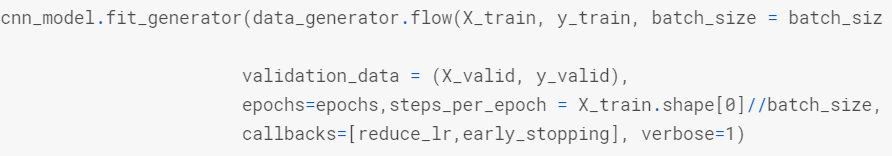 cnn_model.fit_generator(data_generator.flow(X_train, y_train, batch_size = batch_siz
validation_data = (X_valid, y_valid),
epochs=epochs,steps_per_epoch = X_train.shape[0]//batch_size,
callbacks=[reduce_lr,early_stopping], verbose=1)